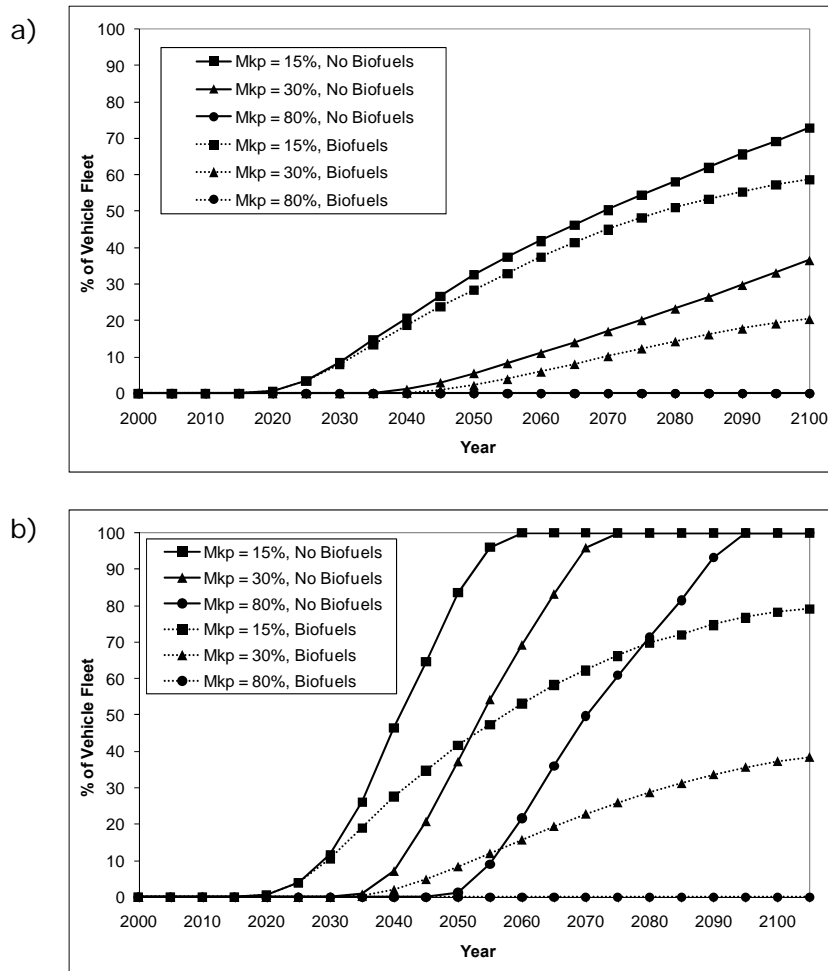 a)
100
90
80
70
60
50
40
30
20
10
0
% of Vehicle Fleet
Mkp = 15%, No Biofuels
Mkp = 30%, No Biofuels
Mkp = 80%, No Biofuels
Mkp = 15%, Biofuels
Mkp = 30%, Biofuels
Mkp = 80%, Biofuels
2000 2010 2020 2030 2040 2050 2060 2070 2080 2090 2100
Year
b)
100
90
80
70
60
50
40
30
20
10
0
% of Vehicle Fleet
Mkp = 15%, No Biofuels
Mkp = 30%, No Biofuels
Mkp = 80%, No Biofuels
Mkp = 15%, Biofuels
Mkp = 30%, Biofuels
Mkp = 80%, Biofuels
2000 2010 2020 2030 2040 2050 2060 2070 2080 2090 2100
Year